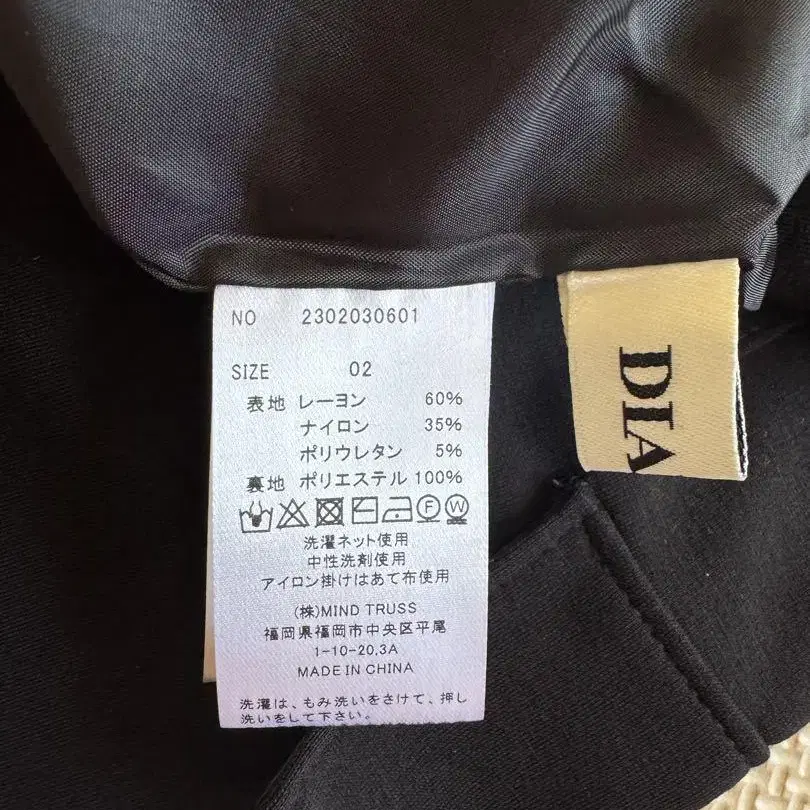 NO 2302030601
SIZE 02
表地 レーヨン 60%
ナイロン 35%
ポリウレタン 5%
裏地 ポリエステル 100%
洗濯ネット使用
中性洗剤使用
アイロン掛けはあて布使用
(株)MIND TRUSS
福岡県福岡市中央区平尾
1-10-20.3A
MADE IN CHINA
洗濯は、もみ洗いをさけて、押し
洗いをして下さい。
DIA